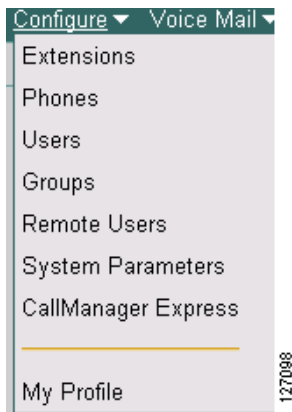 Configure ▾ Voice Mail ▾
Extensions
Phones
Users
Groups
Remote Users
System Parameters
CallManager Express
My Profile
127098